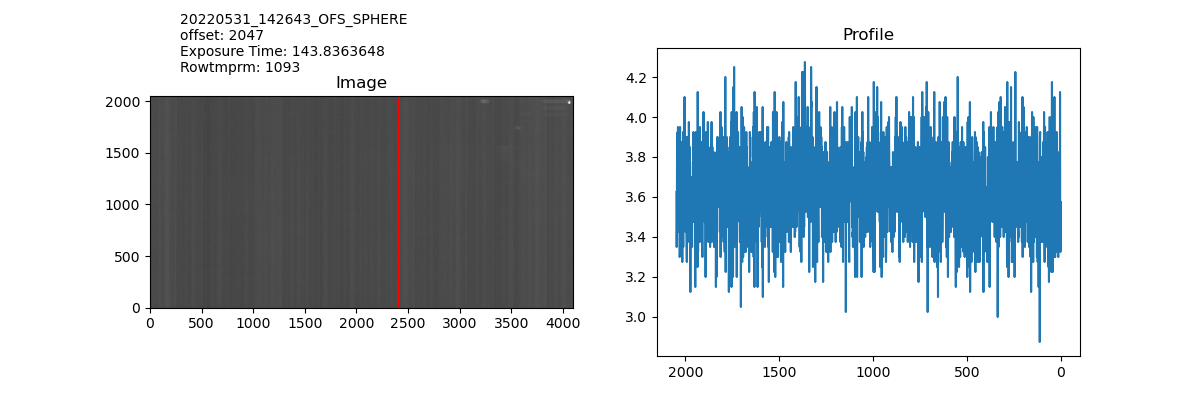 20220531_142643_OFS_SPHERE
offset: 2047
Exposure Time: 143.8363648
Rowtmprm: 1093
Image
2000
1500
1000
500
0
0 500 1000 1500 2000 2500 3000 3500 4000
Profile
4.2
4.0
3.8
3.6
3.4
3.2
3.0
2000 1500 1000 500 0